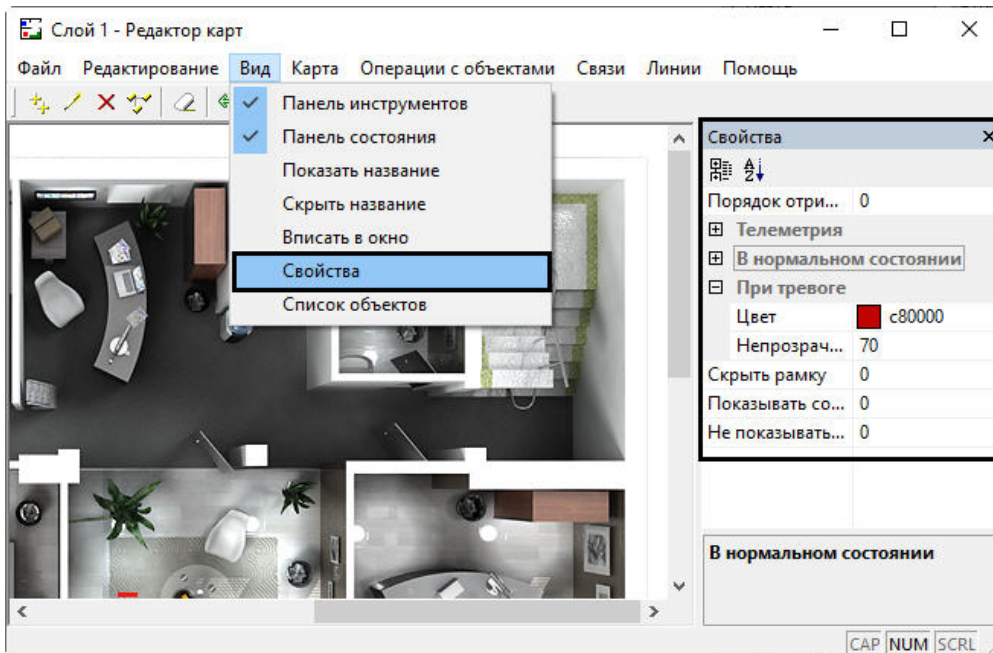 Слой 1 - Редактор карт
Файл Редактирование Вид Карта Операции с объектами Связи Линии Помощь
Панель инструментов
Панель состояния
Показать название
Скрыть название
Вписать в окно
Свойства
Список объектов
Свойства
Порядок отри... 0
Телеметрия
В нормальном состоянии
При тревоге
Цвет c80000
Непрозрач... 70
Скрыть рамку 0
Показывать со... 0
Не показывать... 0
В нормальном состоянии
CAP NUM SCRL